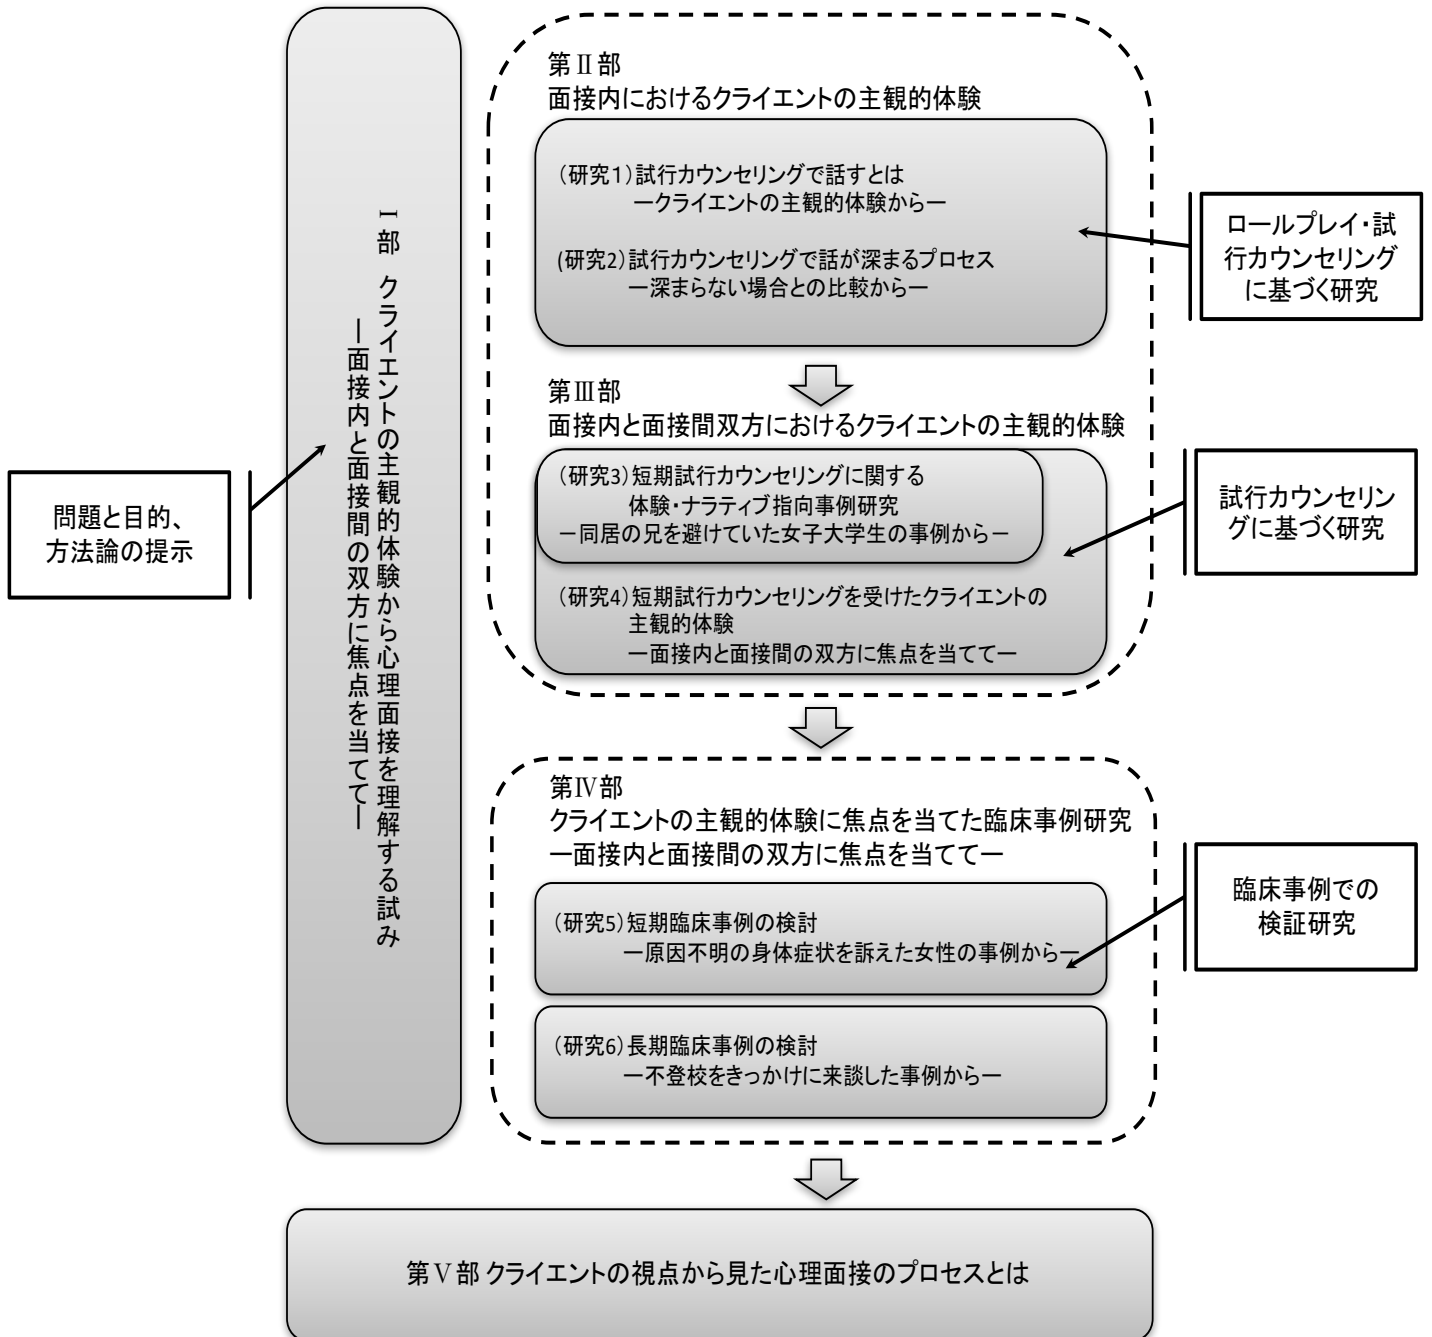 問題と目的、
方法論の提示
Ⅰ部 クライエントの主観的体験から心理面接を理解する試み
―面接内と面接間の双方に焦点を当てて―
第Ⅱ部
面接内におけるクライエントの主観的体験
(研究1)試行カウンセリングで話すとは
ークライエントの主観的体験からー
(研究2)試行カウンセリングで話が深まるプロセス
ー深まらない場合との比較からー
ロールプレイ・試
行カウンセリング
に基づく研究
第Ⅲ部
面接内と面接間双方におけるクライエントの主観的体験
(研究3)短期試行カウンセリングに関する
体験・ナラティブ指向事例研究
－同居の兄を避けていた女子大学生の事例から－
(研究4)短期試行カウンセリングを受けたクライエントの
主観的体験
ー面接内と面接間の双方に焦点を当ててー
試行カウンセリン
グに基づく研究
第Ⅳ部
クライエントの主観的体験に焦点を当てた臨床事例研究
ー面接内と面接間の双方に焦点を当ててー
(研究5)短期臨床事例の検討
ー原因不明の身体症状を訴えた女性の事例からー
(研究6)長期臨床事例の検討
ー不登校をきっかけに来談した事例からー
臨床事例での
検証研究
第Ⅴ部 クライエントの視点から見た心理面接のプロセスとは